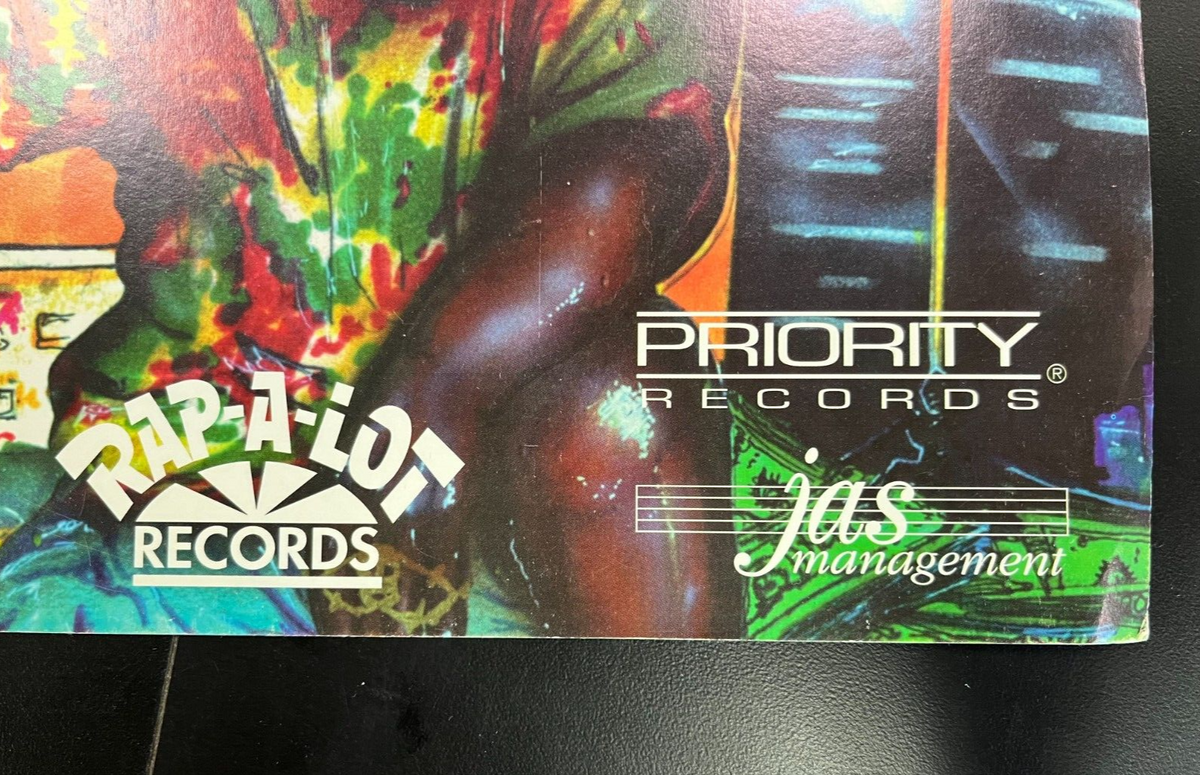 RAP-A-LOT
RECORDS
PRIORITY
RECORDS®
jas
management